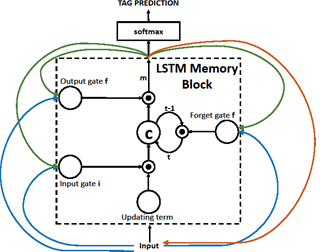 TAG PREDICTION
softmax
m
LSTM Memory
Block
Output gate f
t-1
Forget gate f
C
t
Input gate i
Updating term
Input